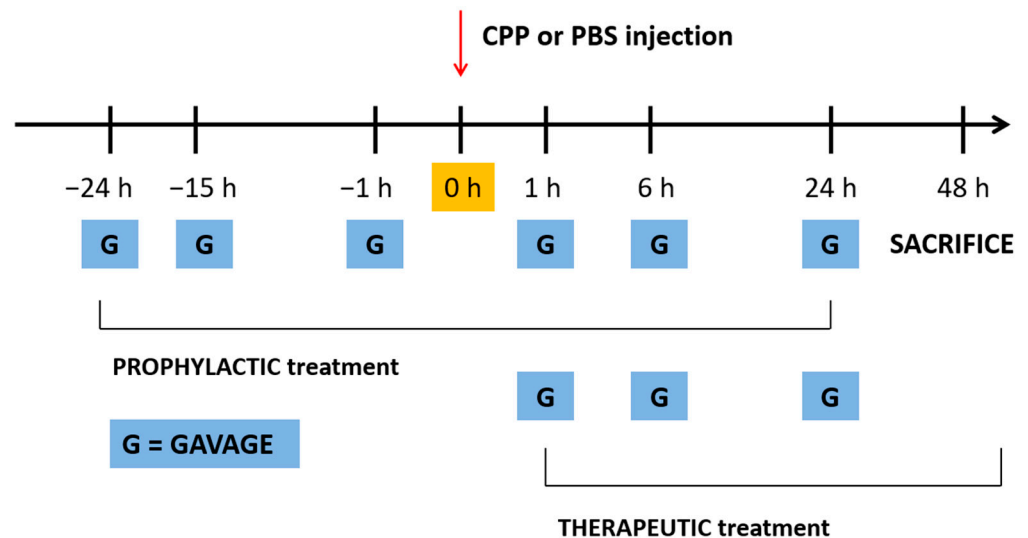 CPP or PBS injection
−24 h −15 h −1 h 0 h 1 h 6 h 24 h 48 h
G G G G G G SACRIFICE
PROPHYLACTIC treatment
G G G
G = GAVAGE
THERAPEUTIC treatment